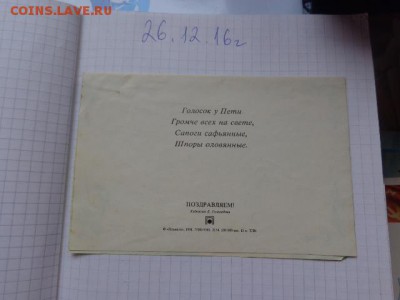 COINS.LAVE.RU
26.12.16г
Голосок у Пети
Громче всех на свете,
Сапоги сафьянные,
Шпоры оловянные.
ПОЗДРАВЛЯЕМ!